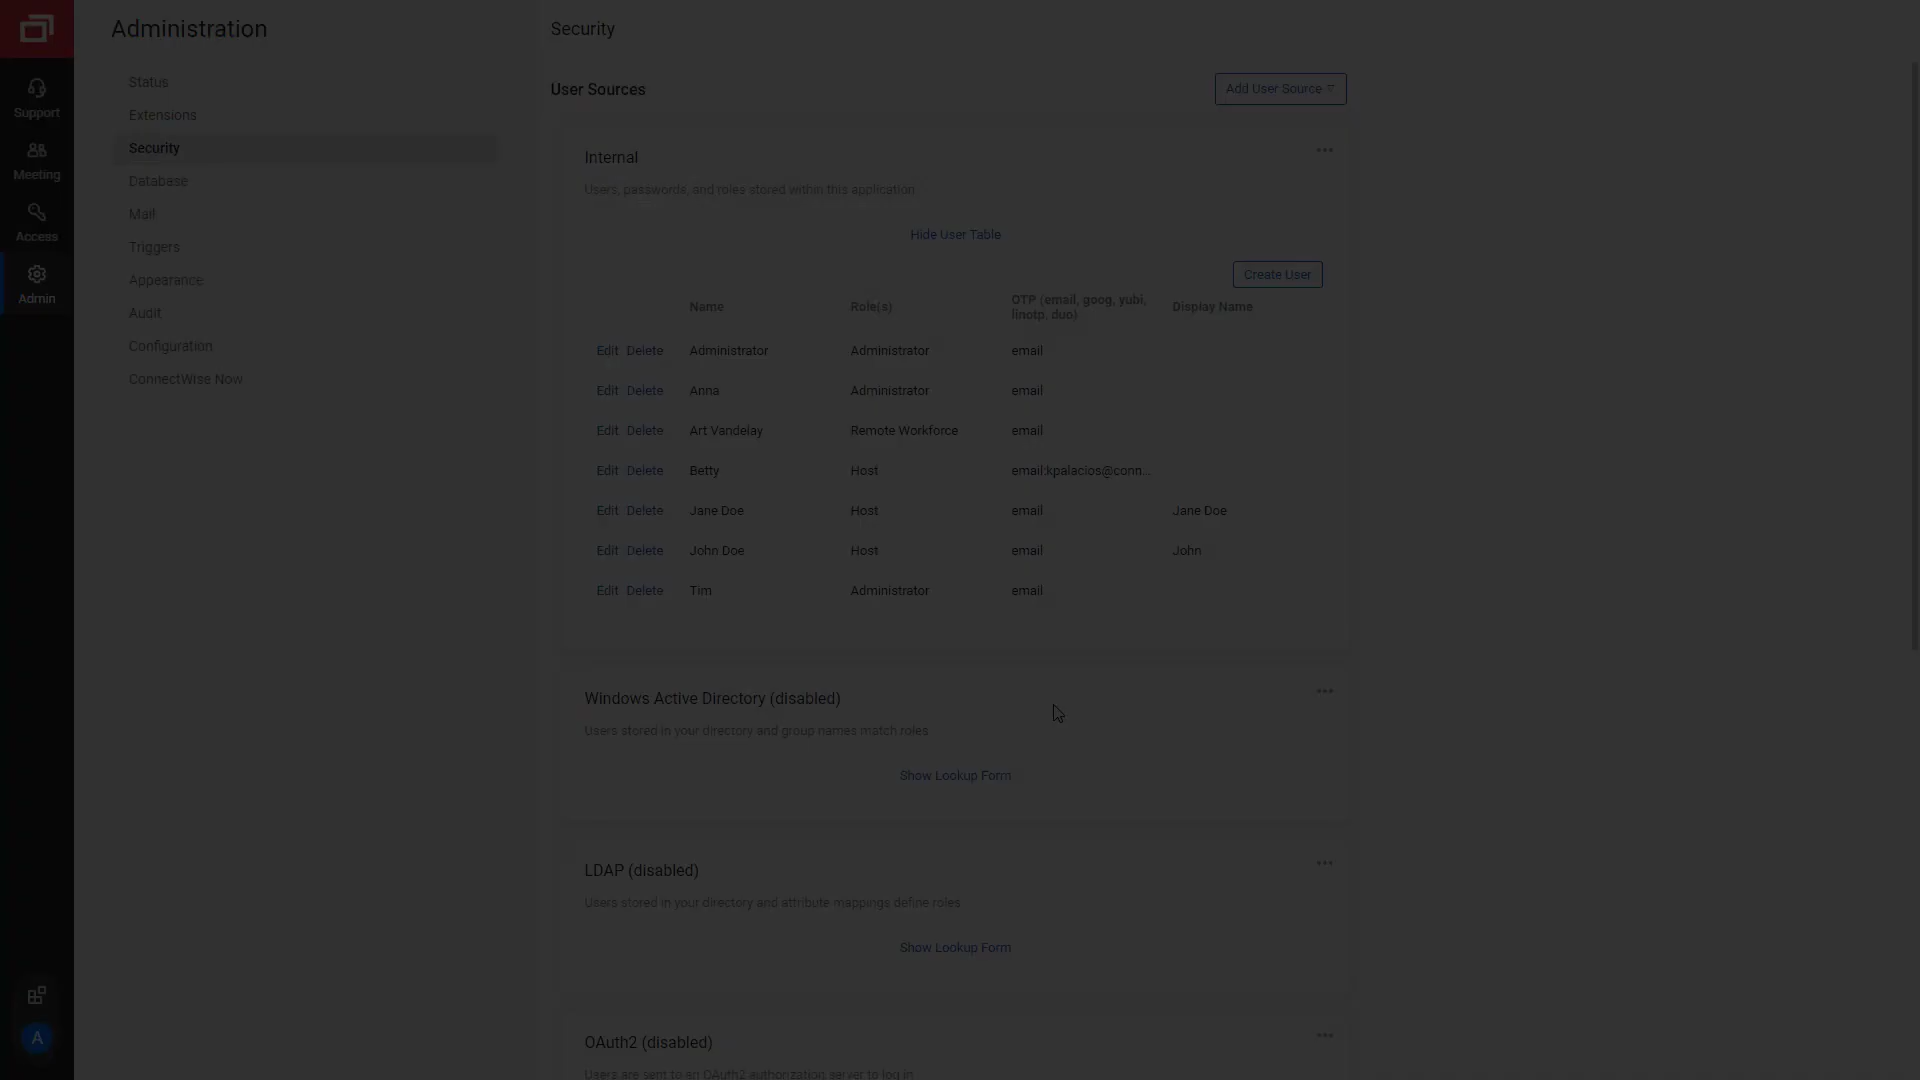 Administration
Support
Meeting
Access
Admin
A
Status
Extensions
Security
Database
Mail
Triggers
Appearance
Audit
Configuration
ConnectWise Now
Security
User Sources
Add User Source
Internal
Users, passwords, and roles stored within this application
Hide User Table
Create User
Name Role(s) OTP (email, goog, yubi, linotp, duo) Display Name
Edit Delete Administrator Administrator email
Edit Delete Anna Administrator email
Edit Delete Art Vandelay Remote Workforce email
Edit Delete Betty Host email:kpalacios@conn...
Edit Delete Jane Doe Host email Jane Doe
Edit Delete John Doe Host email John
Edit Delete Tim Administrator email
Windows Active Directory (disabled)
Users stored in your directory and group names match roles
Show Lookup Form
LDAP (disabled)
Users stored in your directory and attribute mappings define roles
Show Lookup Form
OAuth2 (disabled)
Users are sent to an OAuth2 authorization server to log in